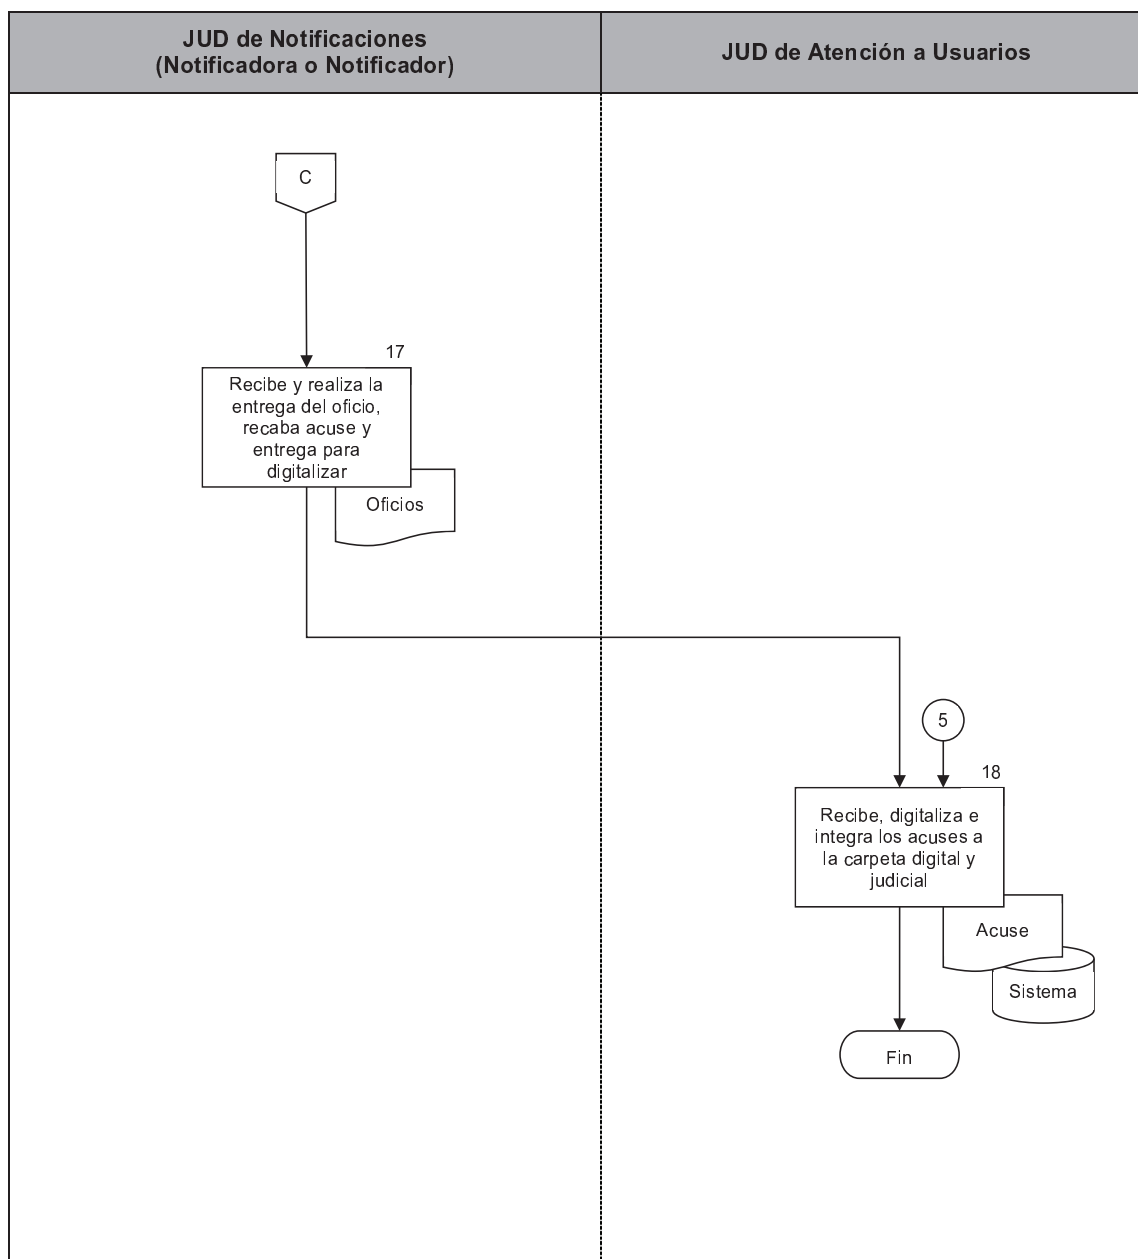 JUD de Notificaciones
(Notificadora o Notificador)
JUD de Atención a Usuarios
C
17
Recibe y realiza la
entrega del oficio,
recaba acuse y
entrega para
digitalizar
Oficios
5
18
Recibe, digitaliza e
integra los acuses a
la carpeta digital y
judicial
Acuse
Sistema
Fin